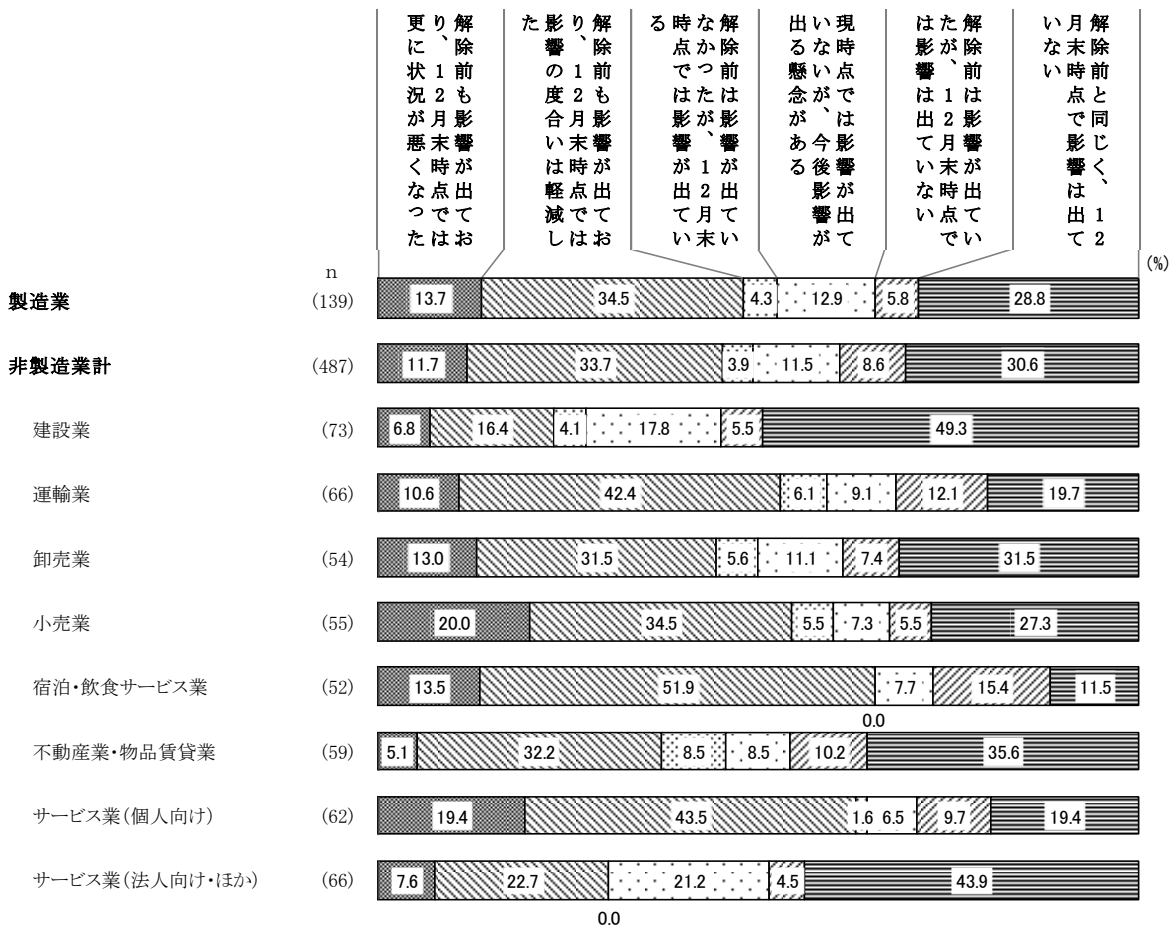 解除前も影響が出てお
り、12月末時点では
更に状況が悪くなった
解除前も影響が出てお
り、12月末時点では
影響の度合いは軽減し
た
解除前は影響が出てい
なかったが、12月末
時点では影響が出てい
る
現時点では影響が出て
いないが、今後影響が
出る懸念がある
解除前は影響が出てい
たが、12月末時点で
は影響は出ていない
解除前と同じく、12
月末時点で影響は出て
いない
(%)
n
製造業 (139) 13.7 34.5 4.3 12.9 5.8 28.8
非製造業計 (487) 11.7 33.7 3.9 11.5 8.6 30.6
建設業 (73) 6.8 16.4 4.1 17.8 5.5 49.3
運輸業 (66) 10.6 42.4 6.1 9.1 12.1 19.7
卸売業 (54) 13.0 31.5 5.6 11.1 7.4 31.5
小売業 (55) 20.0 34.5 5.5 7.3 5.5 27.3
宿泊・飲食サービス業 (52) 13.5 51.9 7.7 15.4 11.5
0.0
不動産業・物品賃貸業 (59) 5.1 32.2 8.5 8.5 10.2 35.6
サービス業（個人向け） (62) 19.4 43.5 1.6 6.5 9.7 19.4
サービス業（法人向け・ほか） (66) 7.6 22.7 21.2 4.5 43.9
0.0